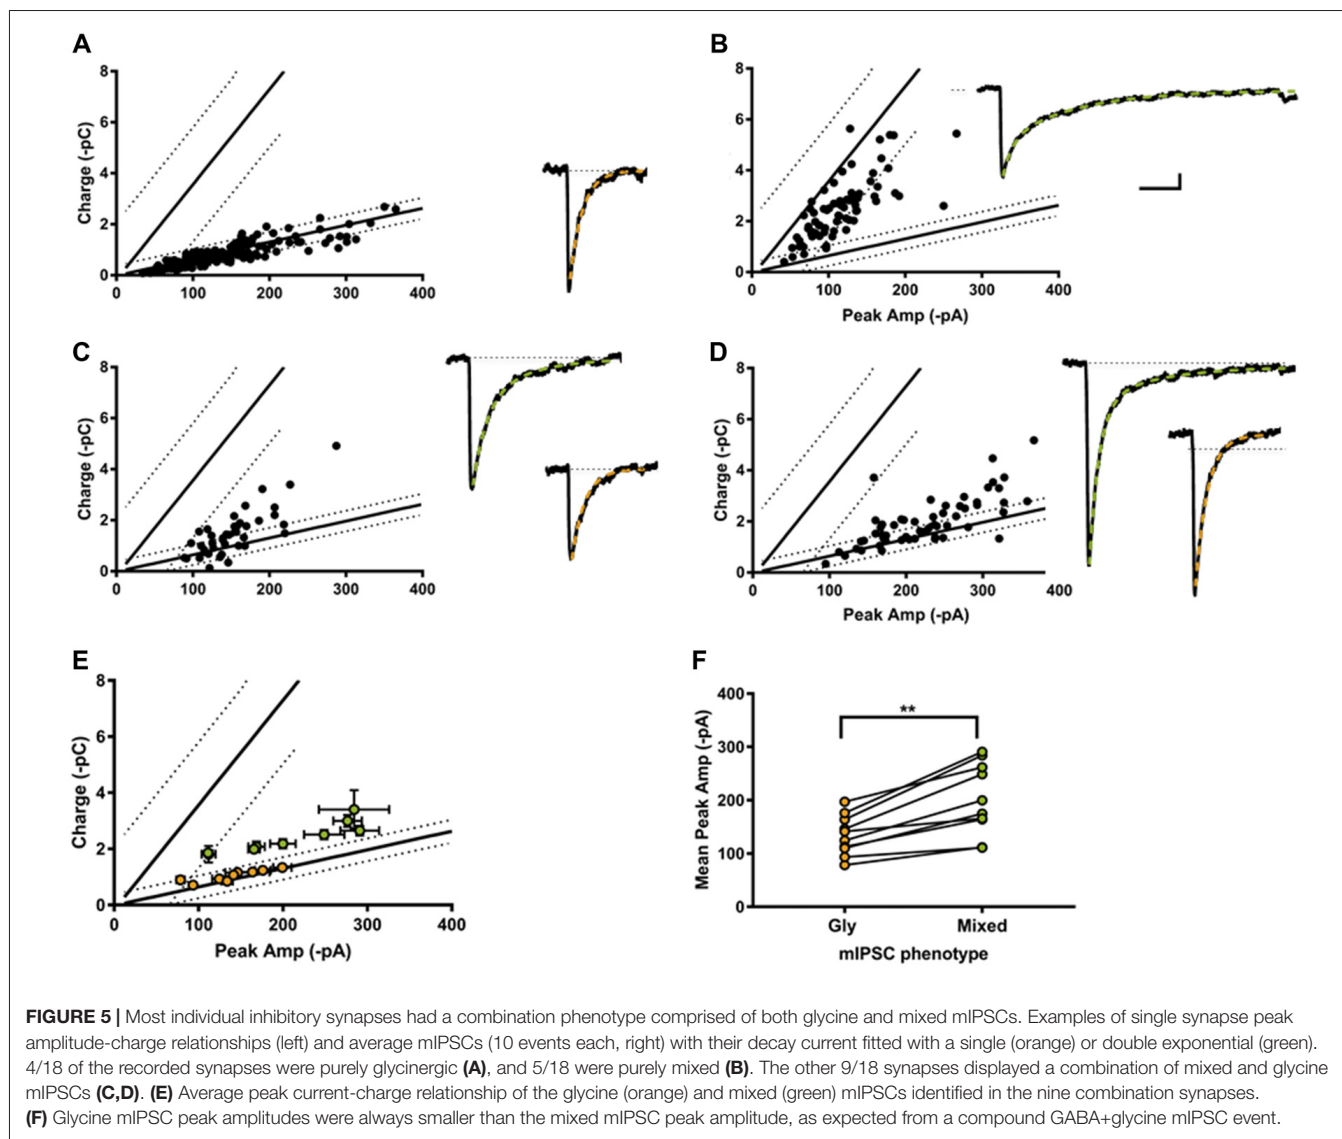 A
B
8
6
4
2
0
Charge (-pC)
0 100 200 300 400
8
6
4
2
0
0 100 200 300 400
Peak Amp (-pA)
C
D
8
6
4
2
0
Charge (-pC)
0 100 200 300 400
8
6
4
2
0
Charge (-pC)
0 100 200 300 400
Peak Amp (-pA)
E
F
8
6
4
2
0
Charge (-pC)
100 200 300 400
Peak Amp (-pA)
400
300
200
100
0
Mean Peak Amp (-pA)
**
Gly Mixed
mIPSC phenotype
FIGURE 5 | Most individual inhibitory synapses had a combination phenotype comprised of both glycine and mixed mIPSCs. Examples of single synapse peak
amplitude-charge relationships (left) and average mIPSCs (10 events each, right) with their decay current fitted with a single (orange) or double exponential (green).
4/18 of the recorded synapses were purely glycinergic (A), and 5/18 were purely mixed (B). The other 9/18 synapses displayed a combination of mixed and glycine
mIPSCs (C,D). (E) Average peak current-charge relationship of the glycine (orange) and mixed (green) mIPSCs identified in the nine combination synapses.
(F) Glycine mIPSC peak amplitudes were always smaller than the mixed mIPSC peak amplitude, as expected from a compound GABA+glycine mIPSC event.